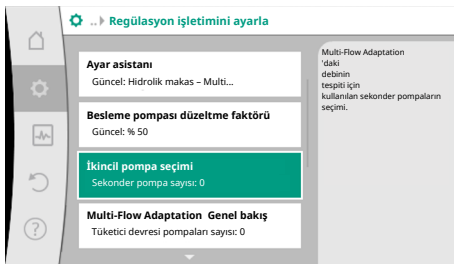 ..▸ Regülasyon işletimini ayarla
Ayar asistanı
Güncel: Hidrolik makas – Multi...
Besleme pompası düzeltme faktörü
Güncel: % 50
İkincil pompa seçimi
Sekonder pompa sayısı: 0
Multi-Flow Adaptation Genel bakış
Tüketici devresi pompaları sayısı: 0
Multi-Flow Adaptation
'daki
debinin
tespiti için
kullanılan sekonder pompaların
seçimi.